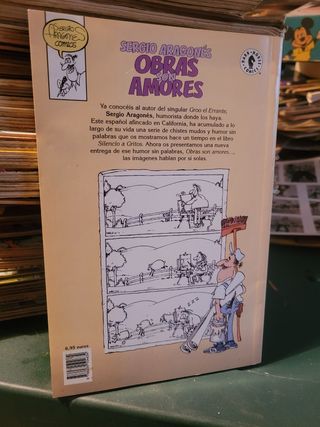 SERGIO
ARAGONÉS
COMICS
SERGIO ARAGONÉS
OBRAS
SON
AMORES
Ya conocéis al autor del singular Groo el Errante,
Sergio Aragonés, humorista donde los haya.
Este español afincado en California, ha acumulado a lo
largo de su vida una serie de chistes mudos y humor sin
palabras que os mostramos hace un tiempo en el libro
Silencio a Gritos. Ahora os presentamos una nueva
entrega de ese humor sin palabras, Obras son amores...,
las imágenes hablan por si solas.
6,95 euros